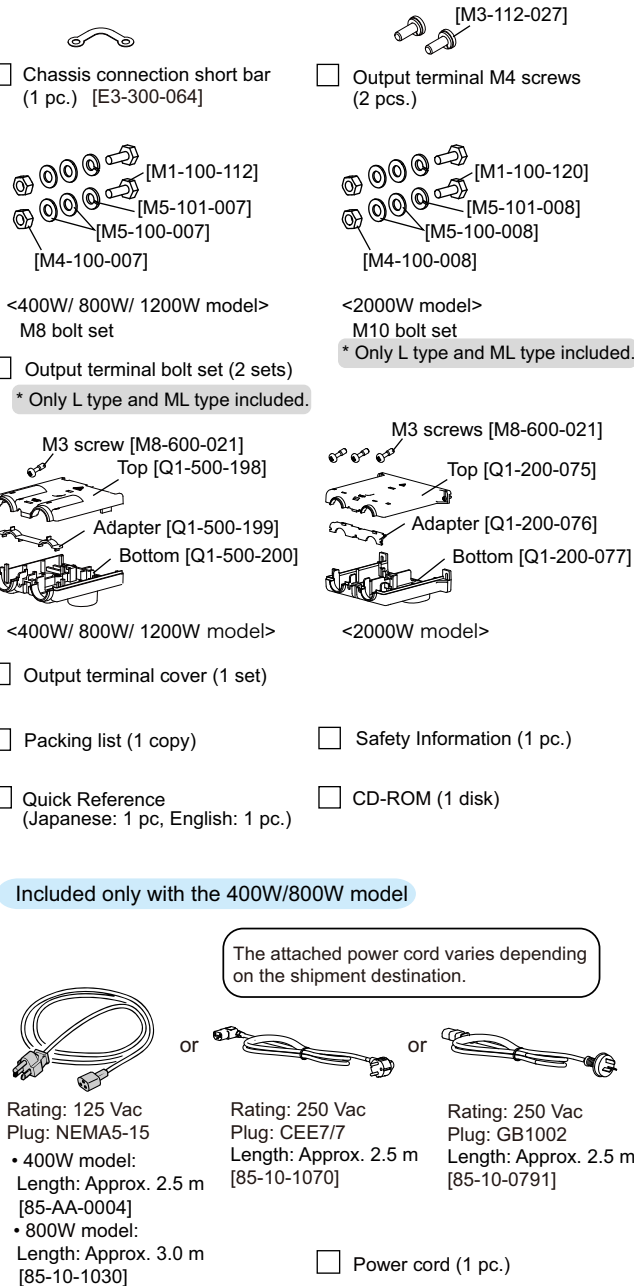 [M3-112-027]
Chassis connection short bar
(1 pc.) [E3-300-064]
Output terminal M4 screws
(2 pcs.)
[M1-100-112]
[M5-101-007]
[M5-100-007]
[M4-100-007]
<400W/ 800W/ 1200W model>
M8 bolt set
[M1-100-120]
[M5-101-008]
[M5-100-008]
[M4-100-008]
<2000W model>
M10 bolt set
* Only L type and ML type included.
Output terminal bolt set (2 sets)
* Only L type and ML type included.
M3 screw [M8-600-021]
Top [Q1-500-198]
Adapter [Q1-500-199]
Bottom [Q1-500-200]
<400W/ 800W/ 1200W model>
M3 screws [M8-600-021]
Top [Q1-200-075]
Adapter [Q1-200-076]
Bottom [Q1-200-077]
<2000W model>
Output terminal cover (1 set)
Packing list (1 copy)
Safety Information (1 pc.)
Quick Reference
(Japanese: 1 pc, English: 1 pc.)
CD-ROM (1 disk)
Included only with the 400W/800W model
The attached power cord varies depending
on the shipment destination.
or
or
Rating: 125 Vac
Plug: NEMA5-15
• 400W model:
Length: Approx. 2.5 m
[85-AA-0004]
• 800W model:
Length: Approx. 3.0 m
[85-10-1030]
Rating: 250 Vac
Plug: CEE7/7
Length: Approx. 2.5 m
[85-10-1070]
Rating: 250 Vac
Plug: GB1002
Length: Approx. 2.5 m
[85-10-0791]
Power cord (1 pc.)